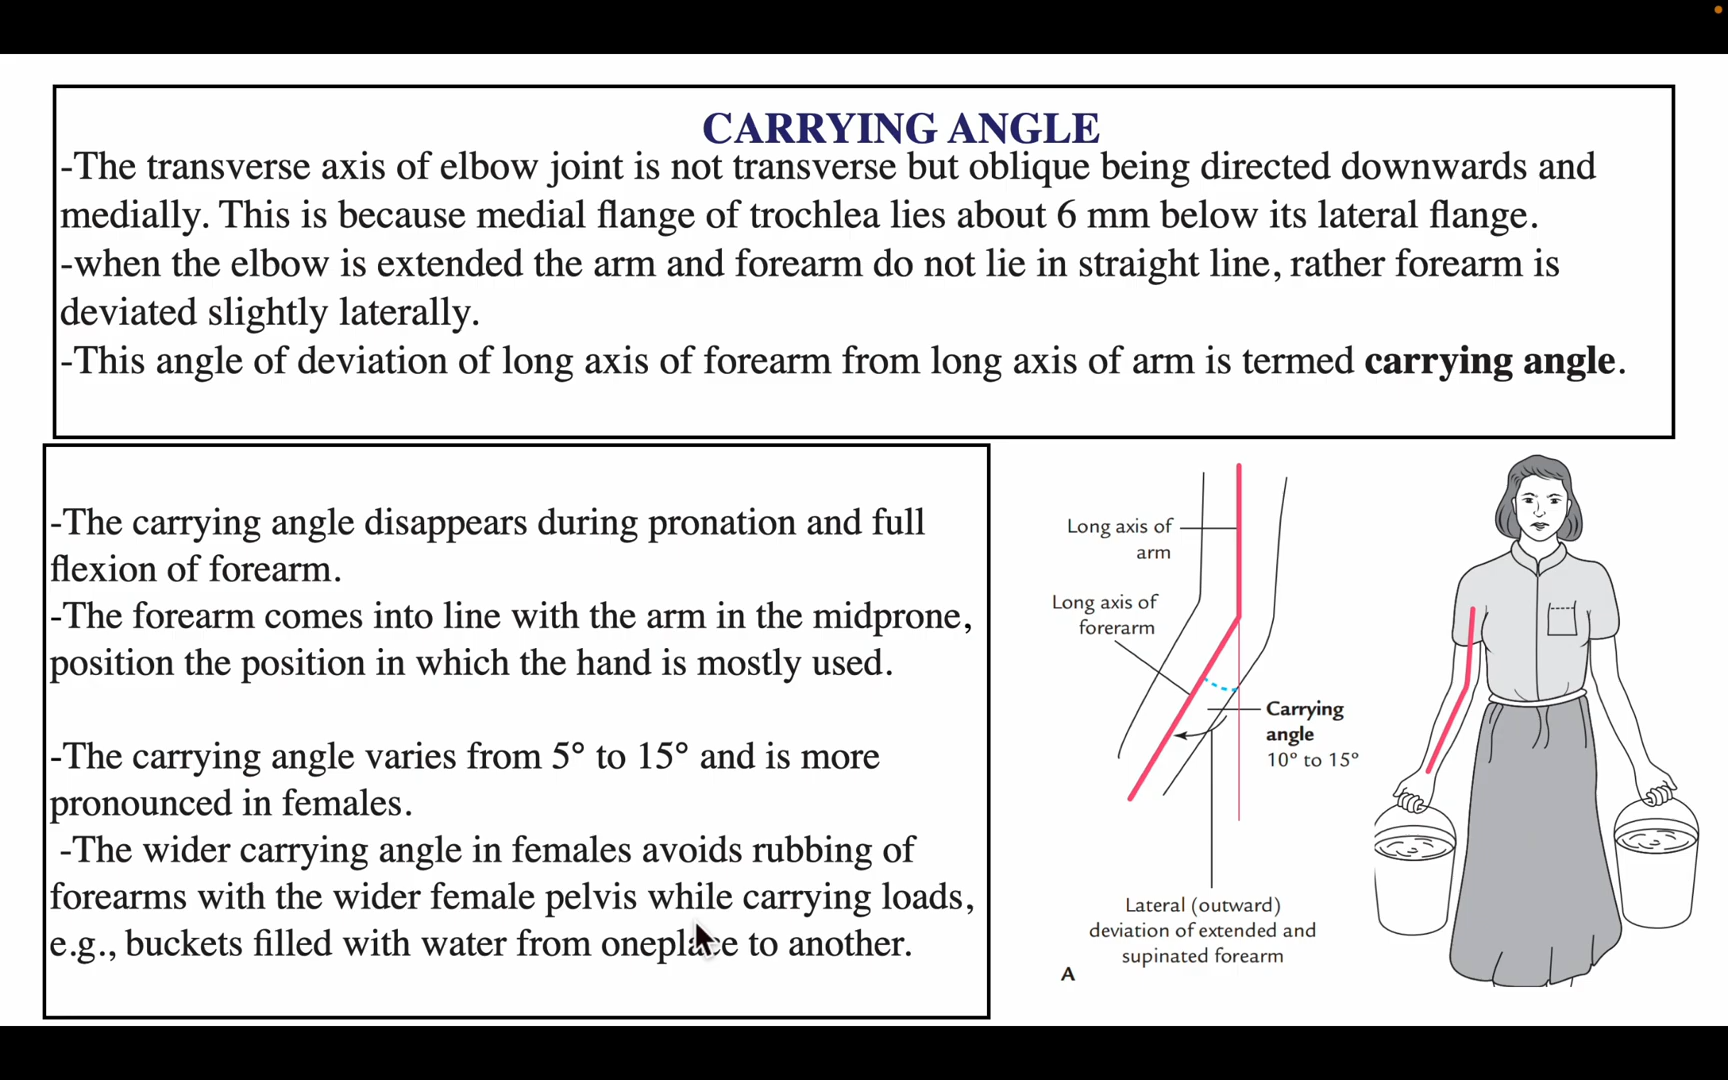 CARRYING ANGLE
-The transverse axis of elbow joint is not transverse but oblique being directed downwards and
medially. This is because medial flange of trochlea lies about 6 mm below its lateral flange.
-when the elbow is extended the arm and forearm do not lie in straight line, rather forearm is
deviated slightly laterally.
-This angle of deviation of long axis of forearm from long axis of arm is termed carrying angle.
-The carrying angle disappears during pronation and full
flexion of forearm.
-The forearm comes into line with the arm in the midprone,
position the position in which the hand is mostly used.
-The carrying angle varies from 5° to 15° and is more
pronounced in females.
-The wider carrying angle in females avoids rubbing of
forearms with the wider female pelvis while carrying loads,
e.g., buckets filled with water from oneplace to another.
Long axis of
arm
Long axis of
forerarm
Carrying
angle
10° to 15°
Lateral (outward)
deviation of extended and
supinated forearm
A